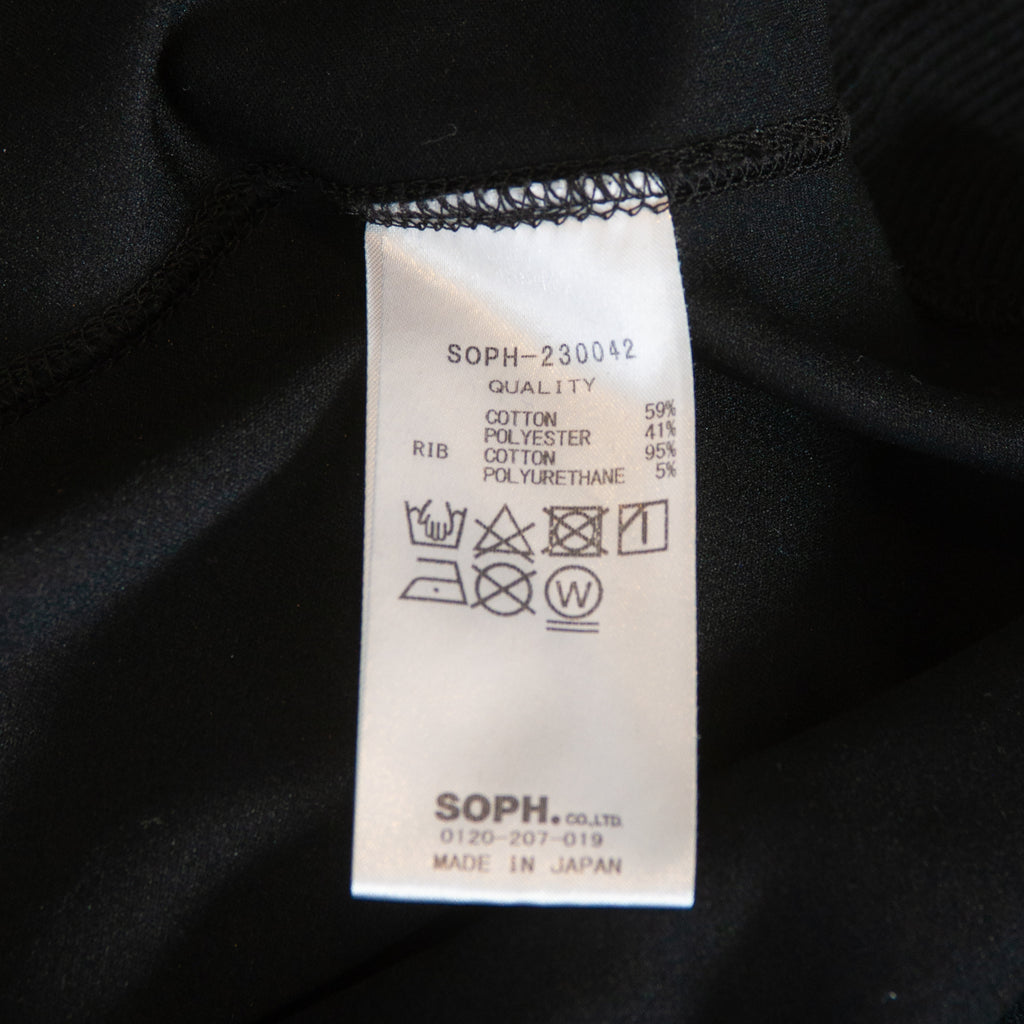 SOPH-230042
QUALITY
COTTON 59%
POLYESTER 41%
RIB COTTON 95%
POLYURETHANE 5%
W
SOPH. CO.,LTD.
0120-207-019
MADE IN JAPAN